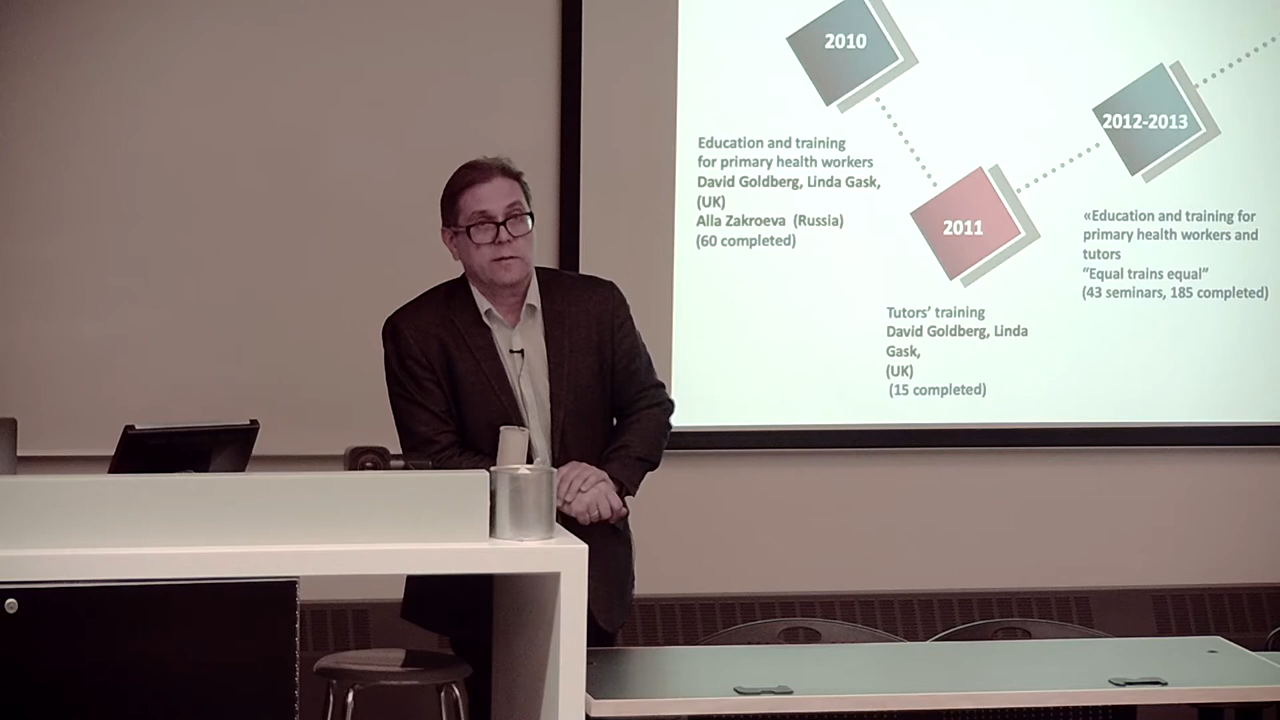 2010
Education and training
for primary health workers
David Goldberg, Linda Gask,
(UK)
Alla Zakroeva (Russia)
(60 completed)
2011
Tutors’ training
David Goldberg, Linda
Gask,
(UK)
(15 completed)
2012-2013
«Education and training for
primary health workers and
tutors
“Equal trains equal”
(43 seminars, 185 completed)